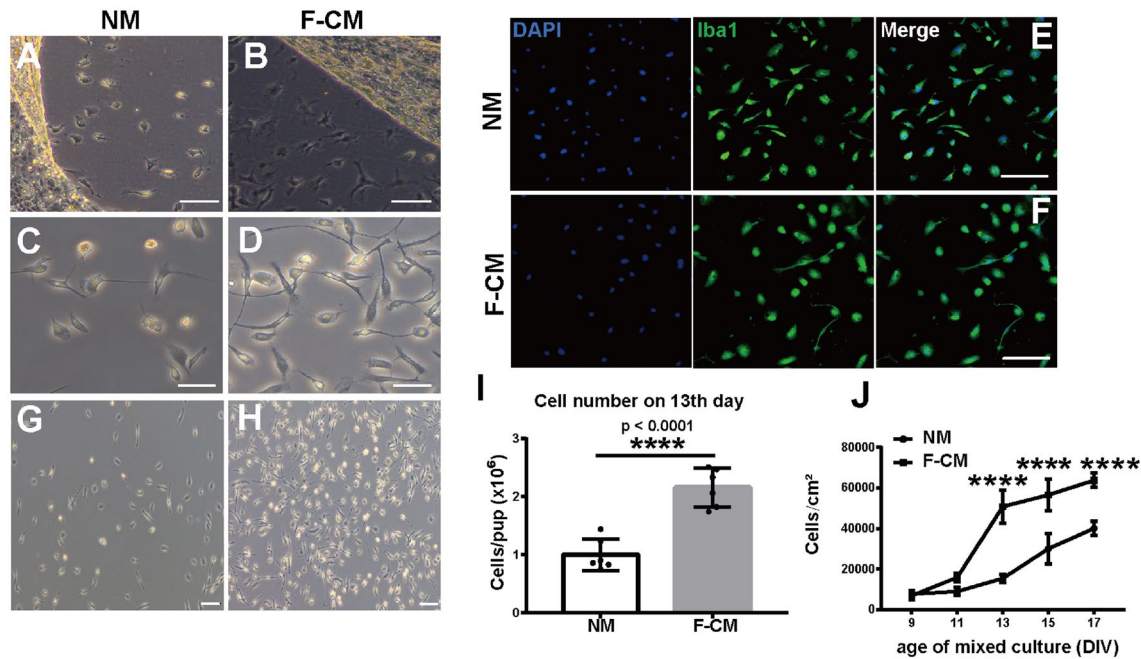 NM
F-CM
A
B
C
D
G
H
DAPI
Iba1
Merge
E
NM
F
F-CM
I
Cell number on 13th day
p < 0.0001
****
Cells/pup (x10⁶)
3
2
1
0
NM
F-CM
J
NM
F-CM
**** **** ****
Cells/cm²
80000
60000
40000
20000
0
9 11 13 15 17
age of mixed culture (DIV)